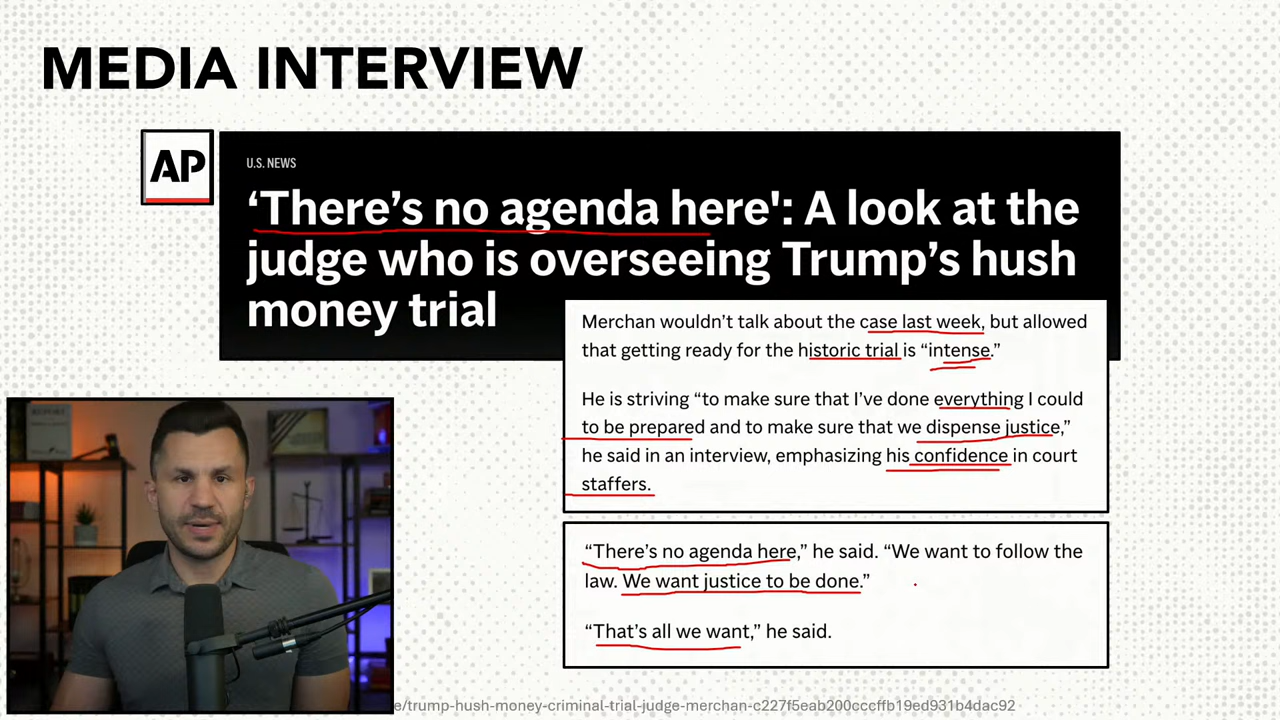 MEDIA INTERVIEW
AP
U.S. NEWS
‘There’s no agenda here': A look at the
judge who is overseeing Trump’s hush
money trial
Merchan wouldn’t talk about the case last week, but allowed
that getting ready for the historic trial is “intense.”
He is striving “to make sure that I’ve done everything I could
to be prepared and to make sure that we dispense justice,”
he said in an interview, emphasizing his confidence in court
staffers.
“There’s no agenda here,” he said. “We want to follow the
law. We want justice to be done.”
“That’s all we want,” he said.
e/trump-hush-money-criminal-trial-judge-merchan-c227f5eab200cccffb19ed931b4dac92